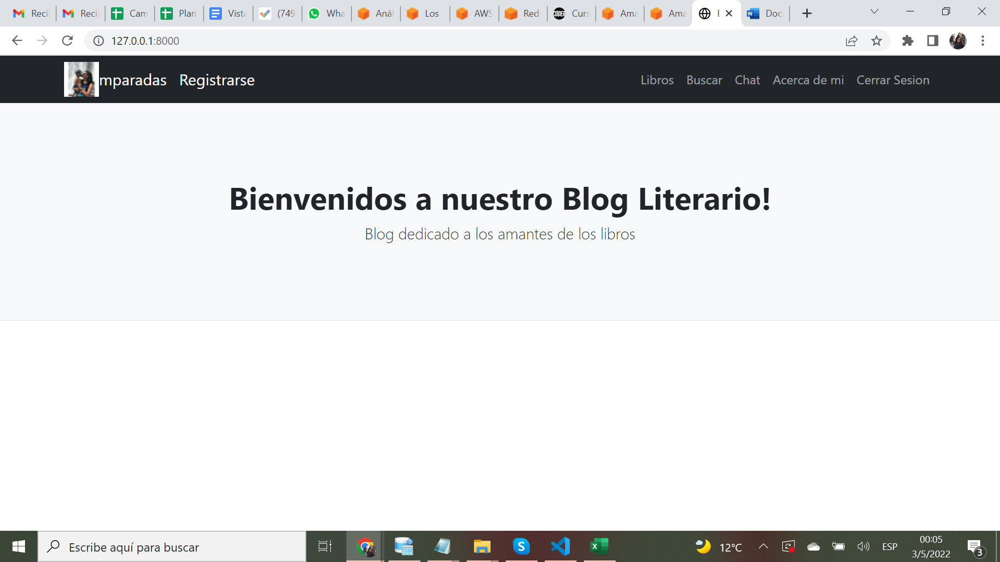 Reci Reci Cam Plan Vista (749 Wha Anál Los AWS Reds Curs Ama Ama Doc
127.0.0.1:8000
mparadas Registrarse Libros Buscar Chat Acerca de mi Cerrar Sesion
Bienvenidos a nuestro Blog Literario!
Blog dedicado a los amantes de los libros
Escribe aquí para buscar 12°C ESP 00:05
3/5/2022 3